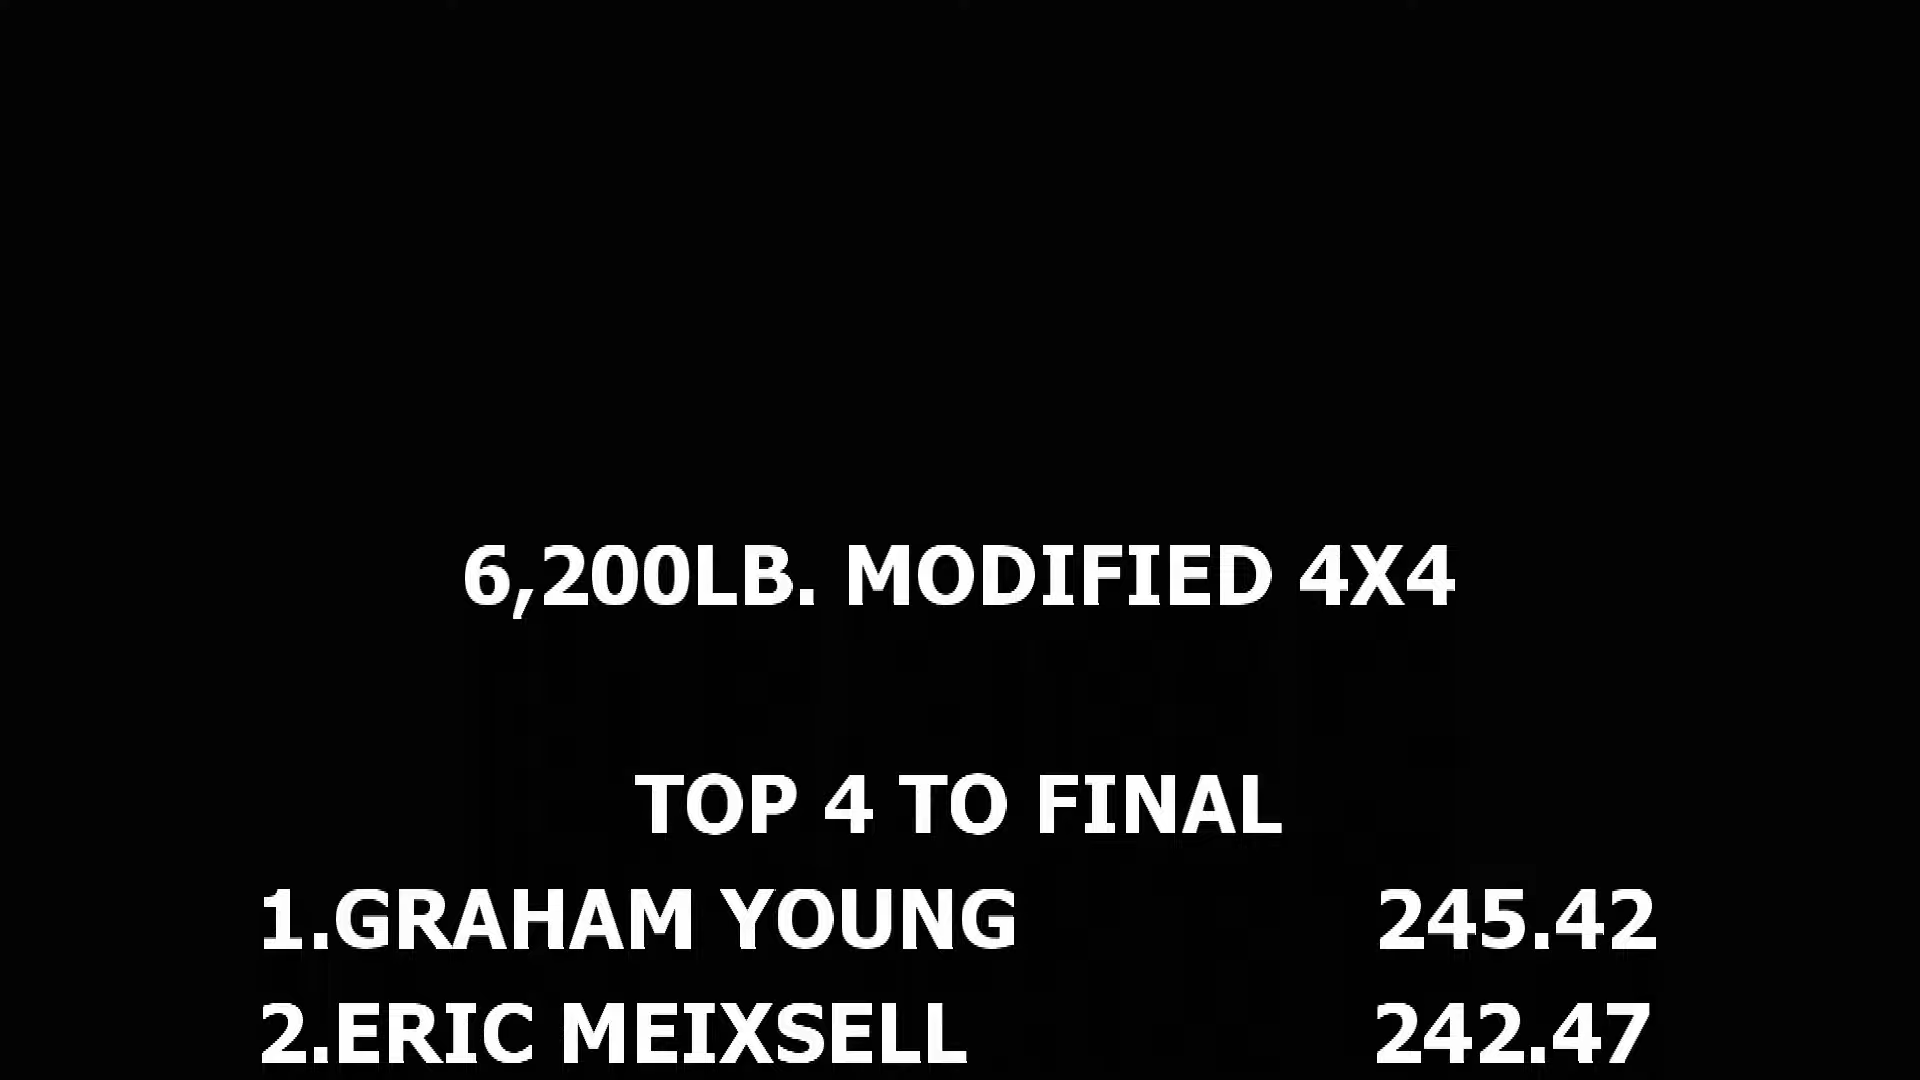 6,200LB. MODIFIED 4X4
TOP 4 TO FINAL
1.GRAHAM YOUNG 245.42
2.ERIC MEIXSELL 242.47